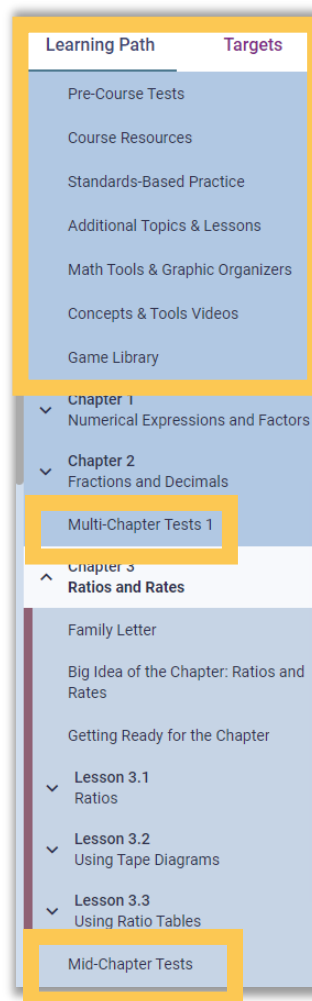 Learning Path Targets
Pre-Course Tests
Course Resources
Standards-Based Practice
Additional Topics & Lessons
Math Tools & Graphic Organizers
Concepts & Tools Videos
Game Library
Chapter 1
Numerical Expressions and Factors
Chapter 2
Fractions and Decimals
Multi-Chapter Tests 1
Chapter 3
Ratios and Rates
Family Letter
Big Idea of the Chapter: Ratios and
Rates
Getting Ready for the Chapter
Lesson 3.1
Ratios
Lesson 3.2
Using Tape Diagrams
Lesson 3.3
Using Ratio Tables
Mid-Chapter Tests